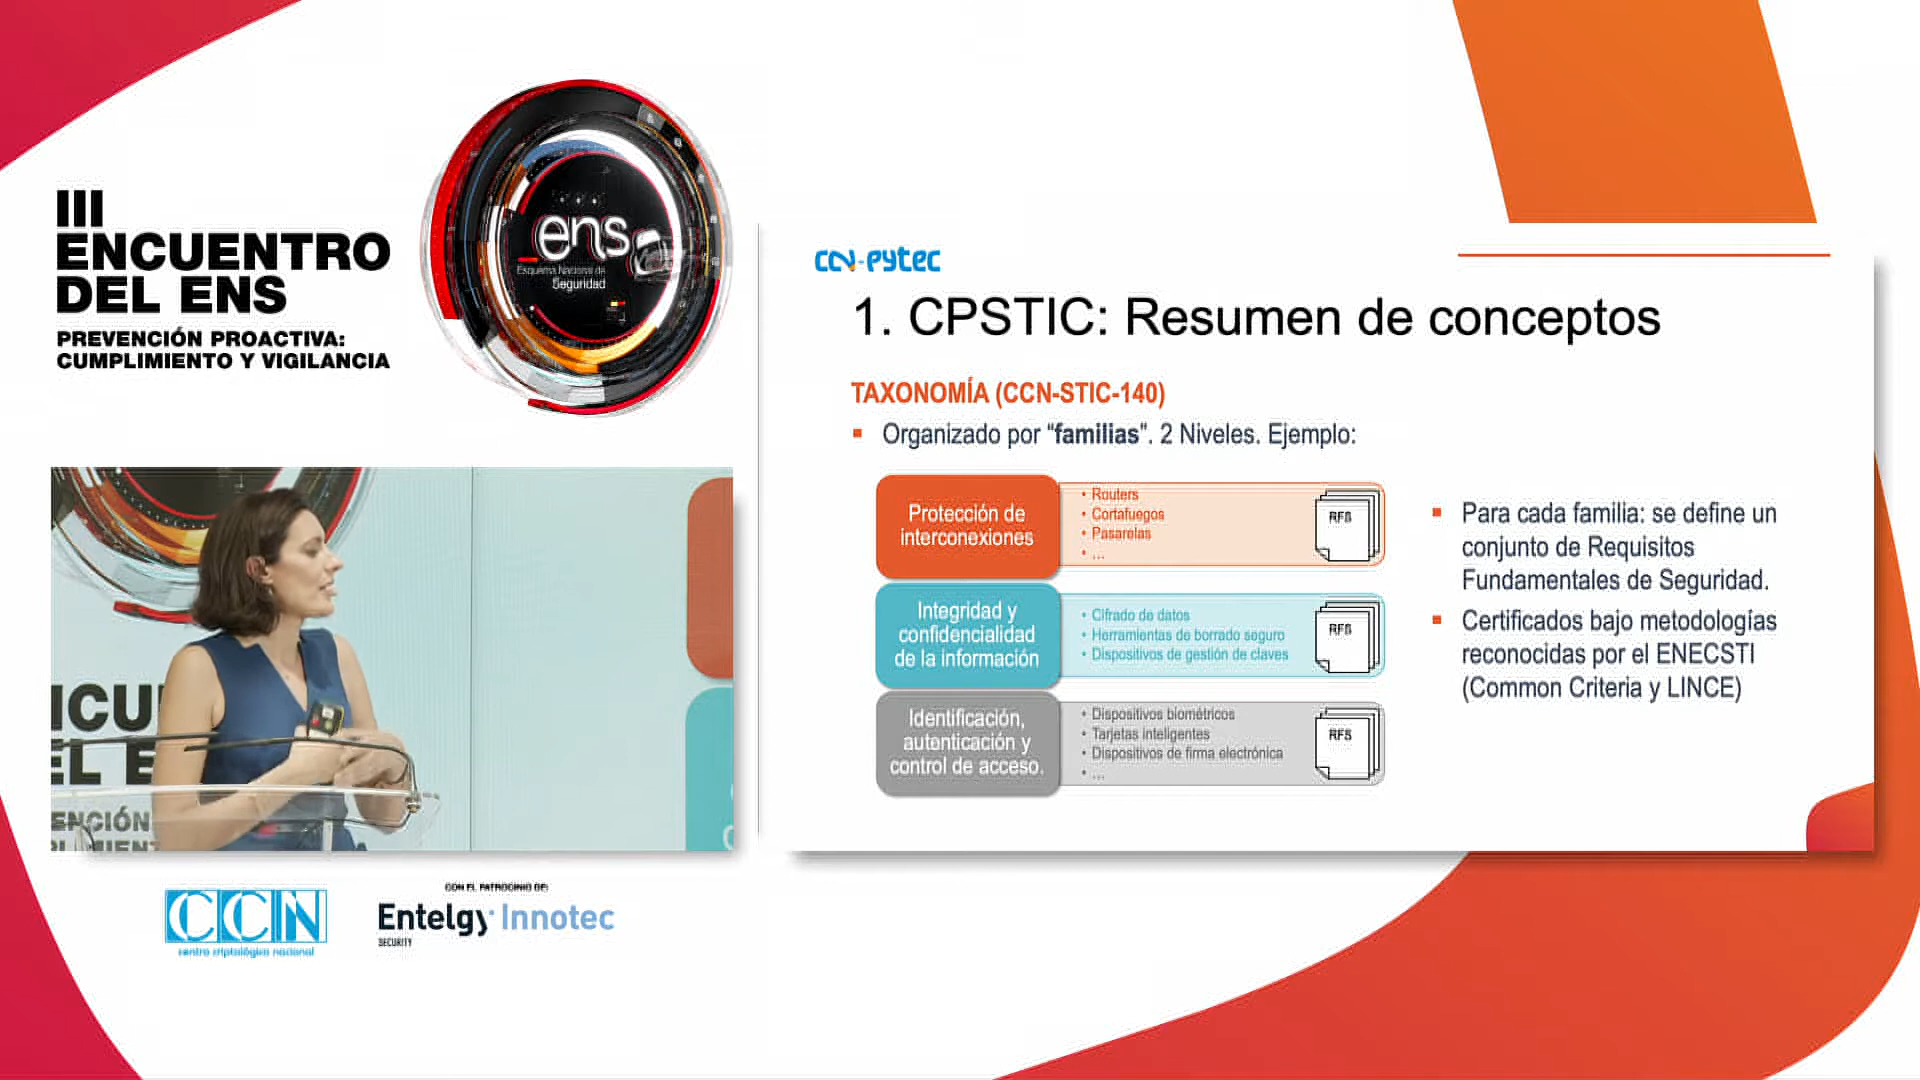 III
ENCUENTRO
DEL ENS
PREVENCIÓN PROACTIVA:
CUMPLIMIENTO Y VIGILANCIA
ens
Esquema Nacional de
Seguridad
ICU
EL E
ENCIÓN
CCN
centro criptológico nacional
CON EL PATROCINIO DE:
Entelgy Innotec
SECURITY
CCN-pytec
1. CPSTIC: Resumen de conceptos
TAXONOMÍA (CCN-STIC-140)
▪ Organizado por “familias”. 2 Niveles. Ejemplo:
Protección de
interconexiones
• Routers
• Cortafuegos
• Pasarelas
• ...
RFS
Integridad y
confidencialidad
de la información
• Cifrado de datos
• Herramientas de borrado seguro
• Dispositivos de gestión de claves
RFS
Identificación,
autenticación y
control de acceso.
• Dispositivos biométricos
• Tarjetas inteligentes
• Dispositivos de firma electrónica
• ...
RFS
▪ Para cada familia: se define un
conjunto de Requisitos
Fundamentales de Seguridad.
▪ Certificados bajo metodologías
reconocidas por el ENECSTI
(Common Criteria y LINCE)